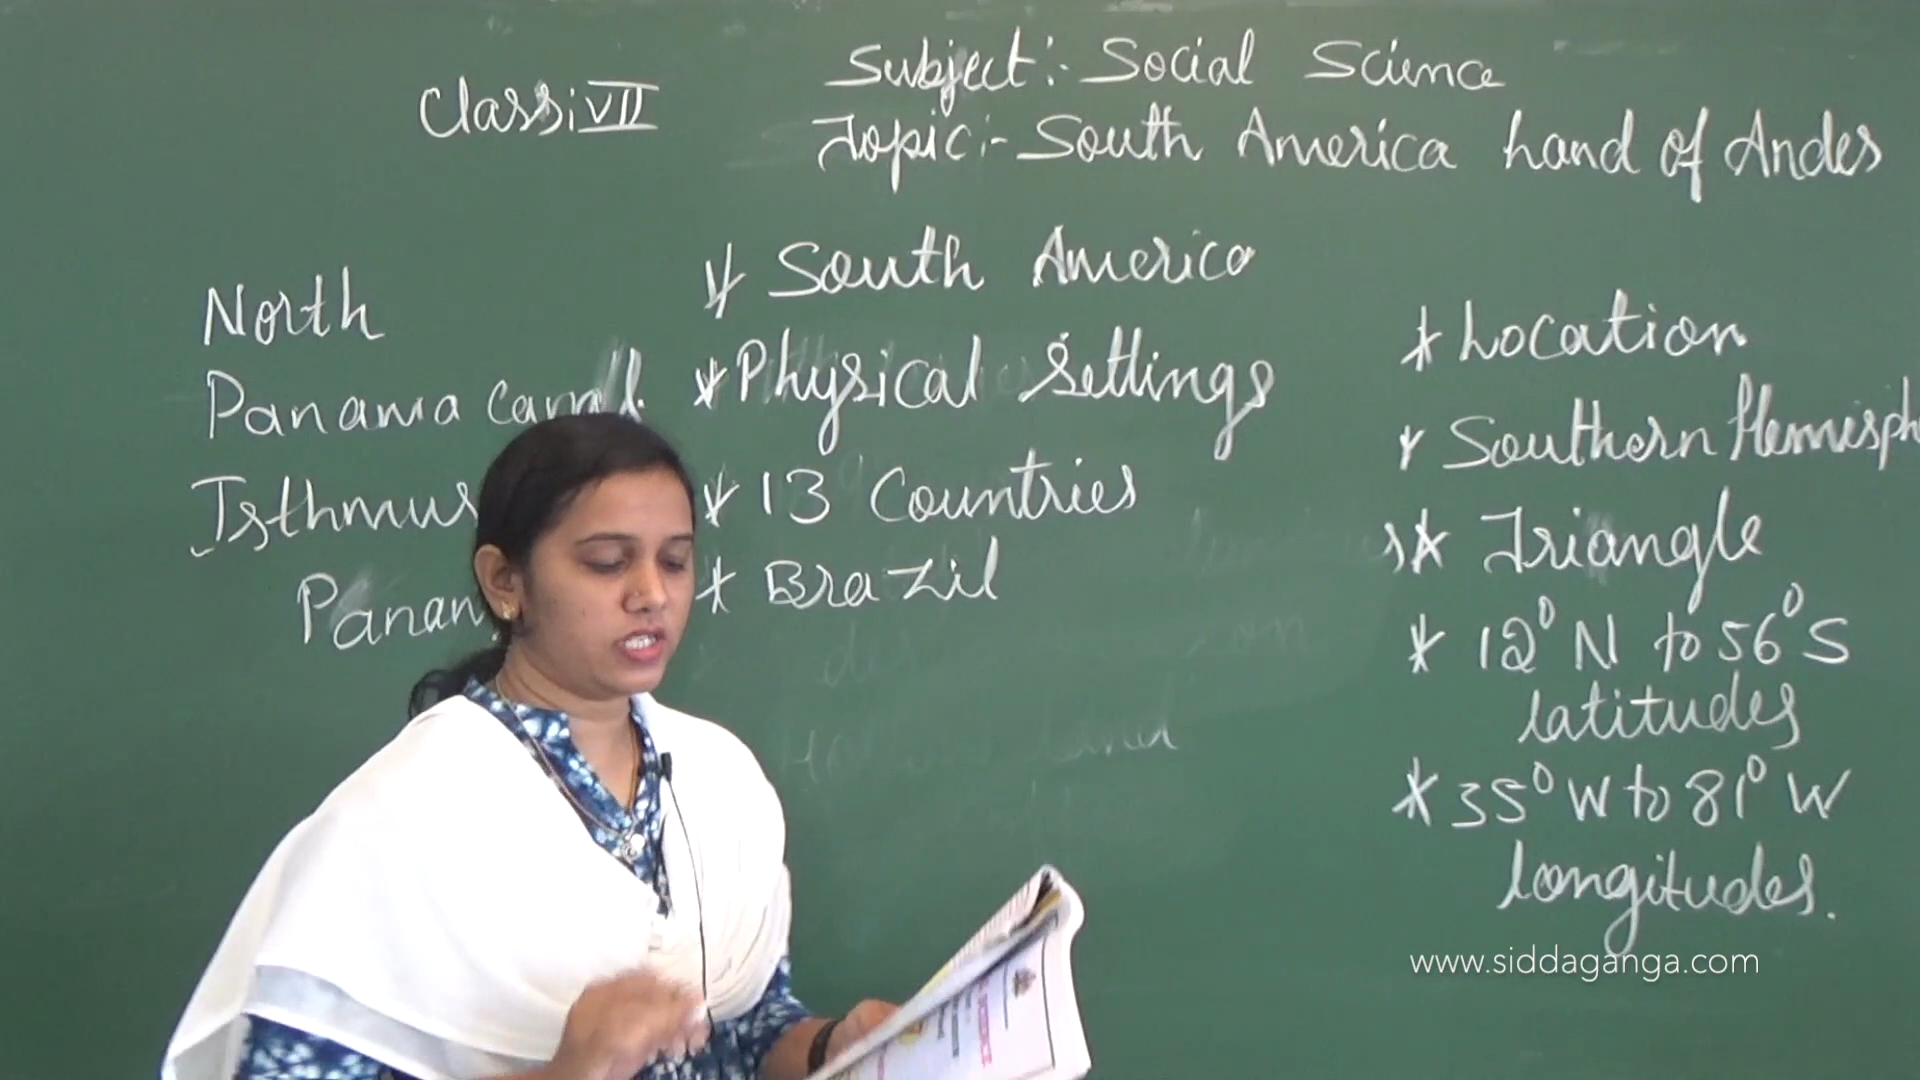 Class: VII
Subject:- Social Science
Topic:- South America Land of Andes
North
Panama Canal
Isthmus
Panam
* South America
* Physical Settings
* 13 Countries
* Brazil
* Location
* Southern Hemisph
* Triangle
* 12° N to 56° S
latitudes
* 35° W to 81° W
longitudes.
www.siddaganga.com